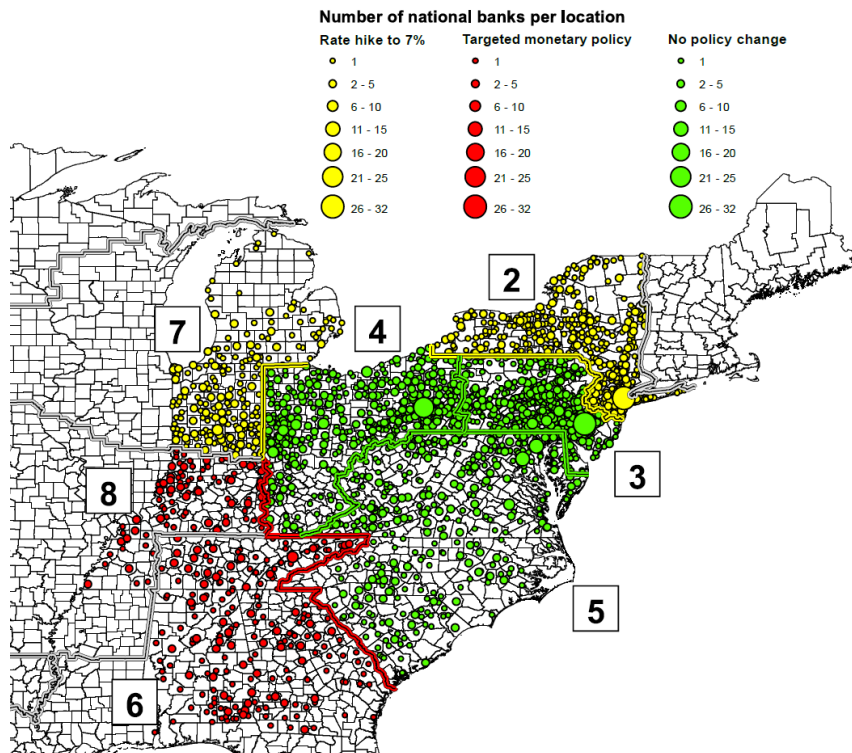 Number of national banks per location
Rate hike to 7% Targeted monetary policy No policy change
1 1 1
2 - 5 2 - 5 2 - 5
6 - 10 6 - 10 6 - 10
11 - 15 11 - 15 11 - 15
16 - 20 16 - 20 16 - 20
21 - 25 21 - 25 21 - 25
26 - 32 26 - 32 26 - 32
2
7 4
8 3
5
6